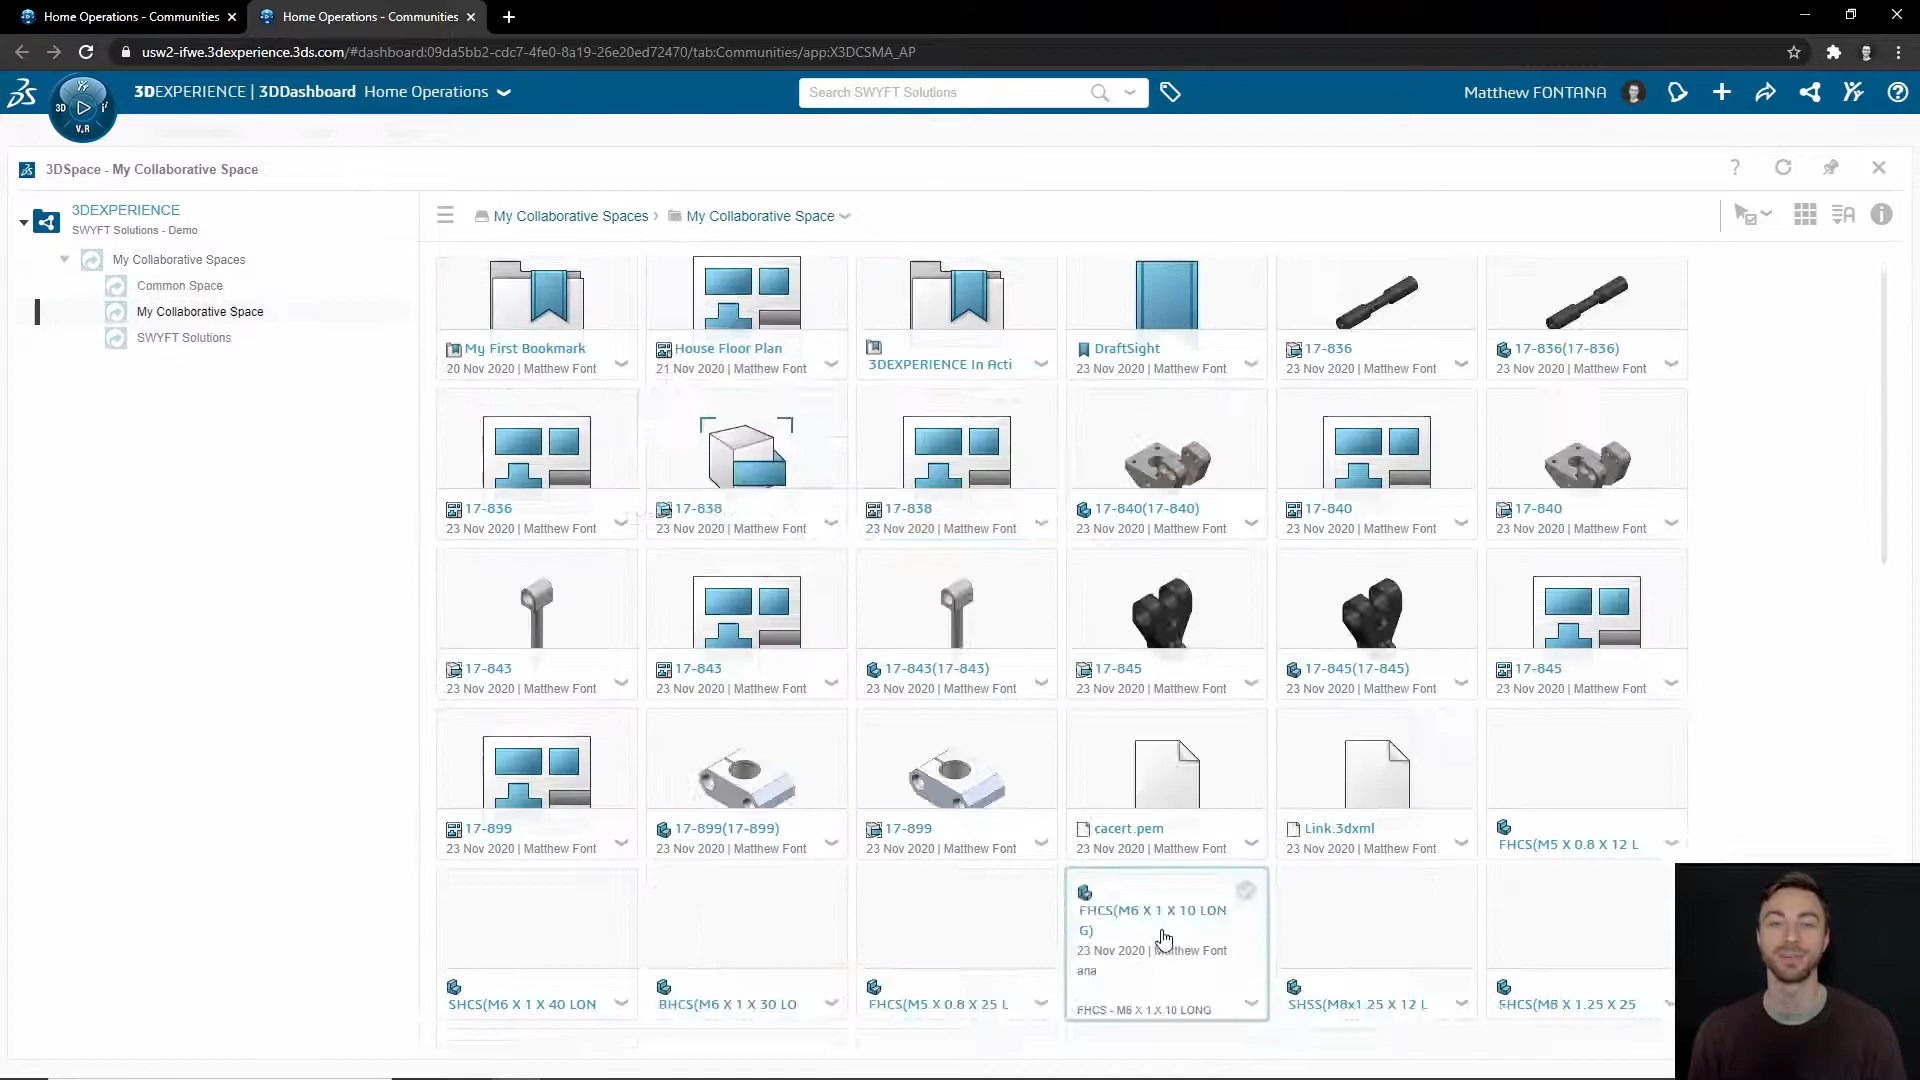 Home Operations - Communities
Home Operations - Communities
usw2-ifwe.3dexperience.3ds.com/#dashboard:09da5bb2-cdc7-4fe0-8a19-26e20ed72470/tab:Communities/app:X3DCSMA_AP
3D
V.R
3DEXPERIENCE | 3DDashboard Home Operations
Search SWYFT Solutions
Matthew FONTANA
3DSpace - My Collaborative Space
3DEXPERIENCE
SWYFT Solutions - Demo
My Collaborative Spaces
Common Space
My Collaborative Space
SWYFT Solutions
My Collaborative Spaces
My Collaborative Space
My First Bookmark
20 Nov 2020 | Matthew Font
House Floor Plan
21 Nov 2020 | Matthew Font
3DEXPERIENCE In Acti
DraftSight
23 Nov 2020 | Matthew Font
17-836
23 Nov 2020 | Matthew Font
17-836(17-836)
23 Nov 2020 | Matthew Font
17-836
23 Nov 2020 | Matthew Font
17-838
23 Nov 2020 | Matthew Font
17-838
23 Nov 2020 | Matthew Font
17-840(17-840)
23 Nov 2020 | Matthew Font
17-840
23 Nov 2020 | Matthew Font
17-840
23 Nov 2020 | Matthew Font
17-843
23 Nov 2020 | Matthew Font
17-843
23 Nov 2020 | Matthew Font
17-843(17-843)
23 Nov 2020 | Matthew Font
17-845
23 Nov 2020 | Matthew Font
17-845(17-845)
23 Nov 2020 | Matthew Font
17-845
23 Nov 2020 | Matthew Font
17-899
23 Nov 2020 | Matthew Font
17-899(17-899)
23 Nov 2020 | Matthew Font
17-899
23 Nov 2020 | Matthew Font
cacert.pem
23 Nov 2020 | Matthew Font
Link.3dxml
23 Nov 2020 | Matthew Font
FHCS(M5 X 0.8 X 12 L
SHCS(M6 X 1 X 40 LON
BHCS(M6 X 1 X 30 LO
FHCS(M5 X 0.8 X 25 L
FHCS(M6 X 1 X 10 LON
G)
23 Nov 2020 | Matthew Font
ana
FHCS - M6 X 1 X 10 LONG
SHSS(M8x1.25 X 12 L
FHCS(M8 X 1.25 X 25